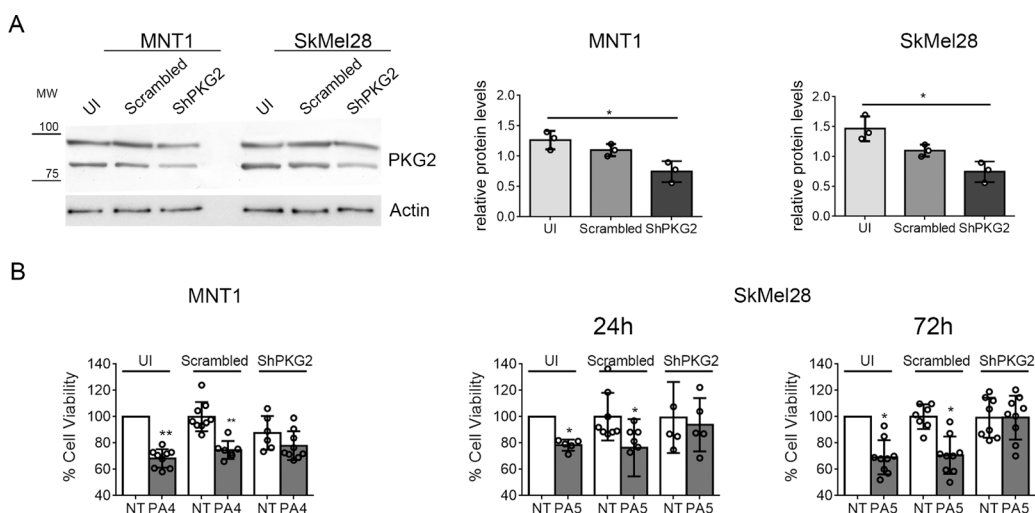 A
MNT1 SkMel28
MW UI Scrambled ShPKG2 UI Scrambled ShPKG2
100
75
PKG2
Actin
MNT1
relative protein levels
2.0
1.5
1.0
0.5
0.0
*
UI Scrambled ShPKG2
SkMel28
relative protein levels
2.0
1.5
1.0
0.5
0.0
*
UI Scrambled ShPKG2
B
MNT1
% Cell Viability
140
120
100
80
60
40
UI Scrambled ShPKG2
** **
NT PA4 NT PA4 NT PA4
SkMel28
24h
% Cell Viability
140
120
100
80
60
40
UI Scrambled ShPKG2
* *
NT PA5 NT PA5 NT PA5
72h
% Cell Viability
140
120
100
80
60
40
UI Scrambled ShPKG2
* *
NT PA5 NT PA5 NT PA5